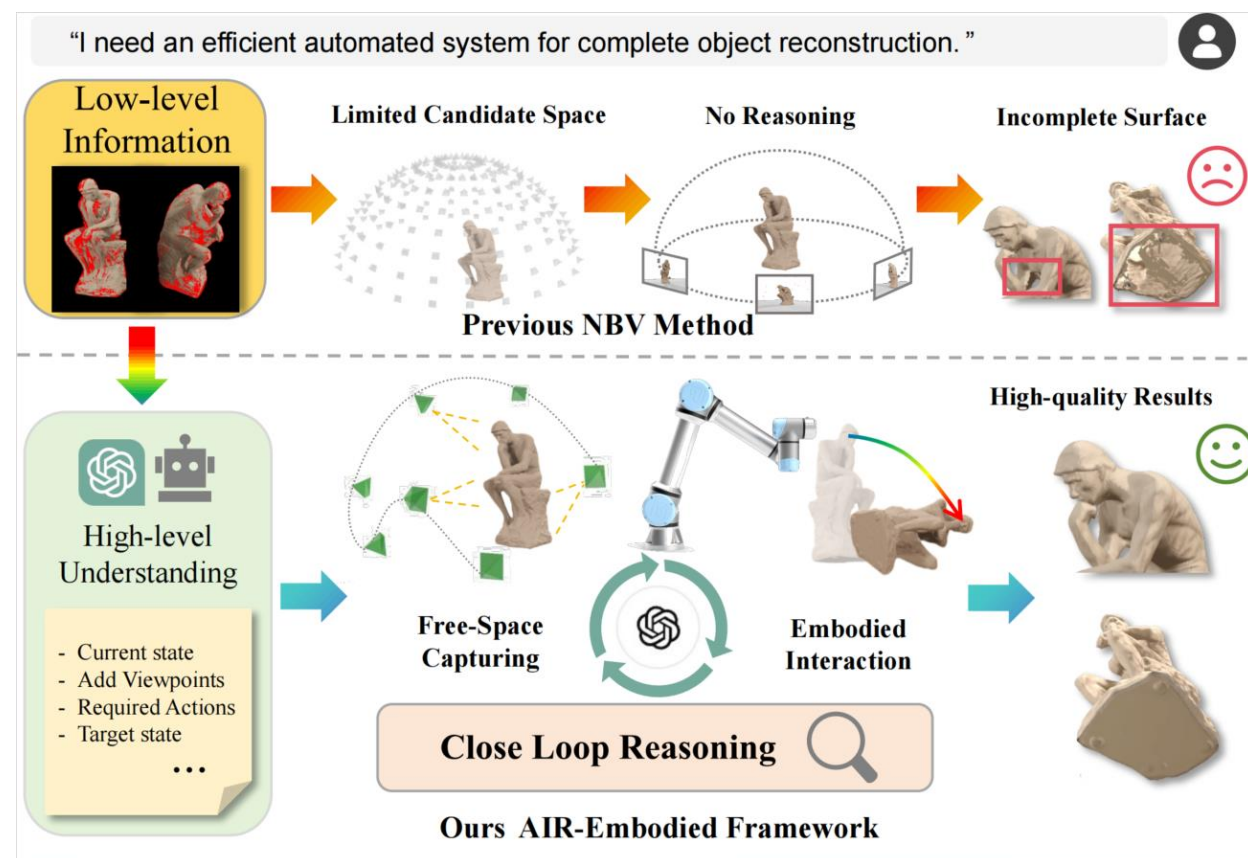 “I need an efficient automated system for complete object reconstruction. ”
Low-level
Information
Limited Candidate Space
No Reasoning
Incomplete Surface
Previous NBV Method
High-level
Understanding
- Current state
- Add Viewpoints
- Required Actions
- Target state
...
Free-Space
Capturing
Embodied
Interaction
High-quality Results
Close Loop Reasoning
Ours AIR-Embodied Framework